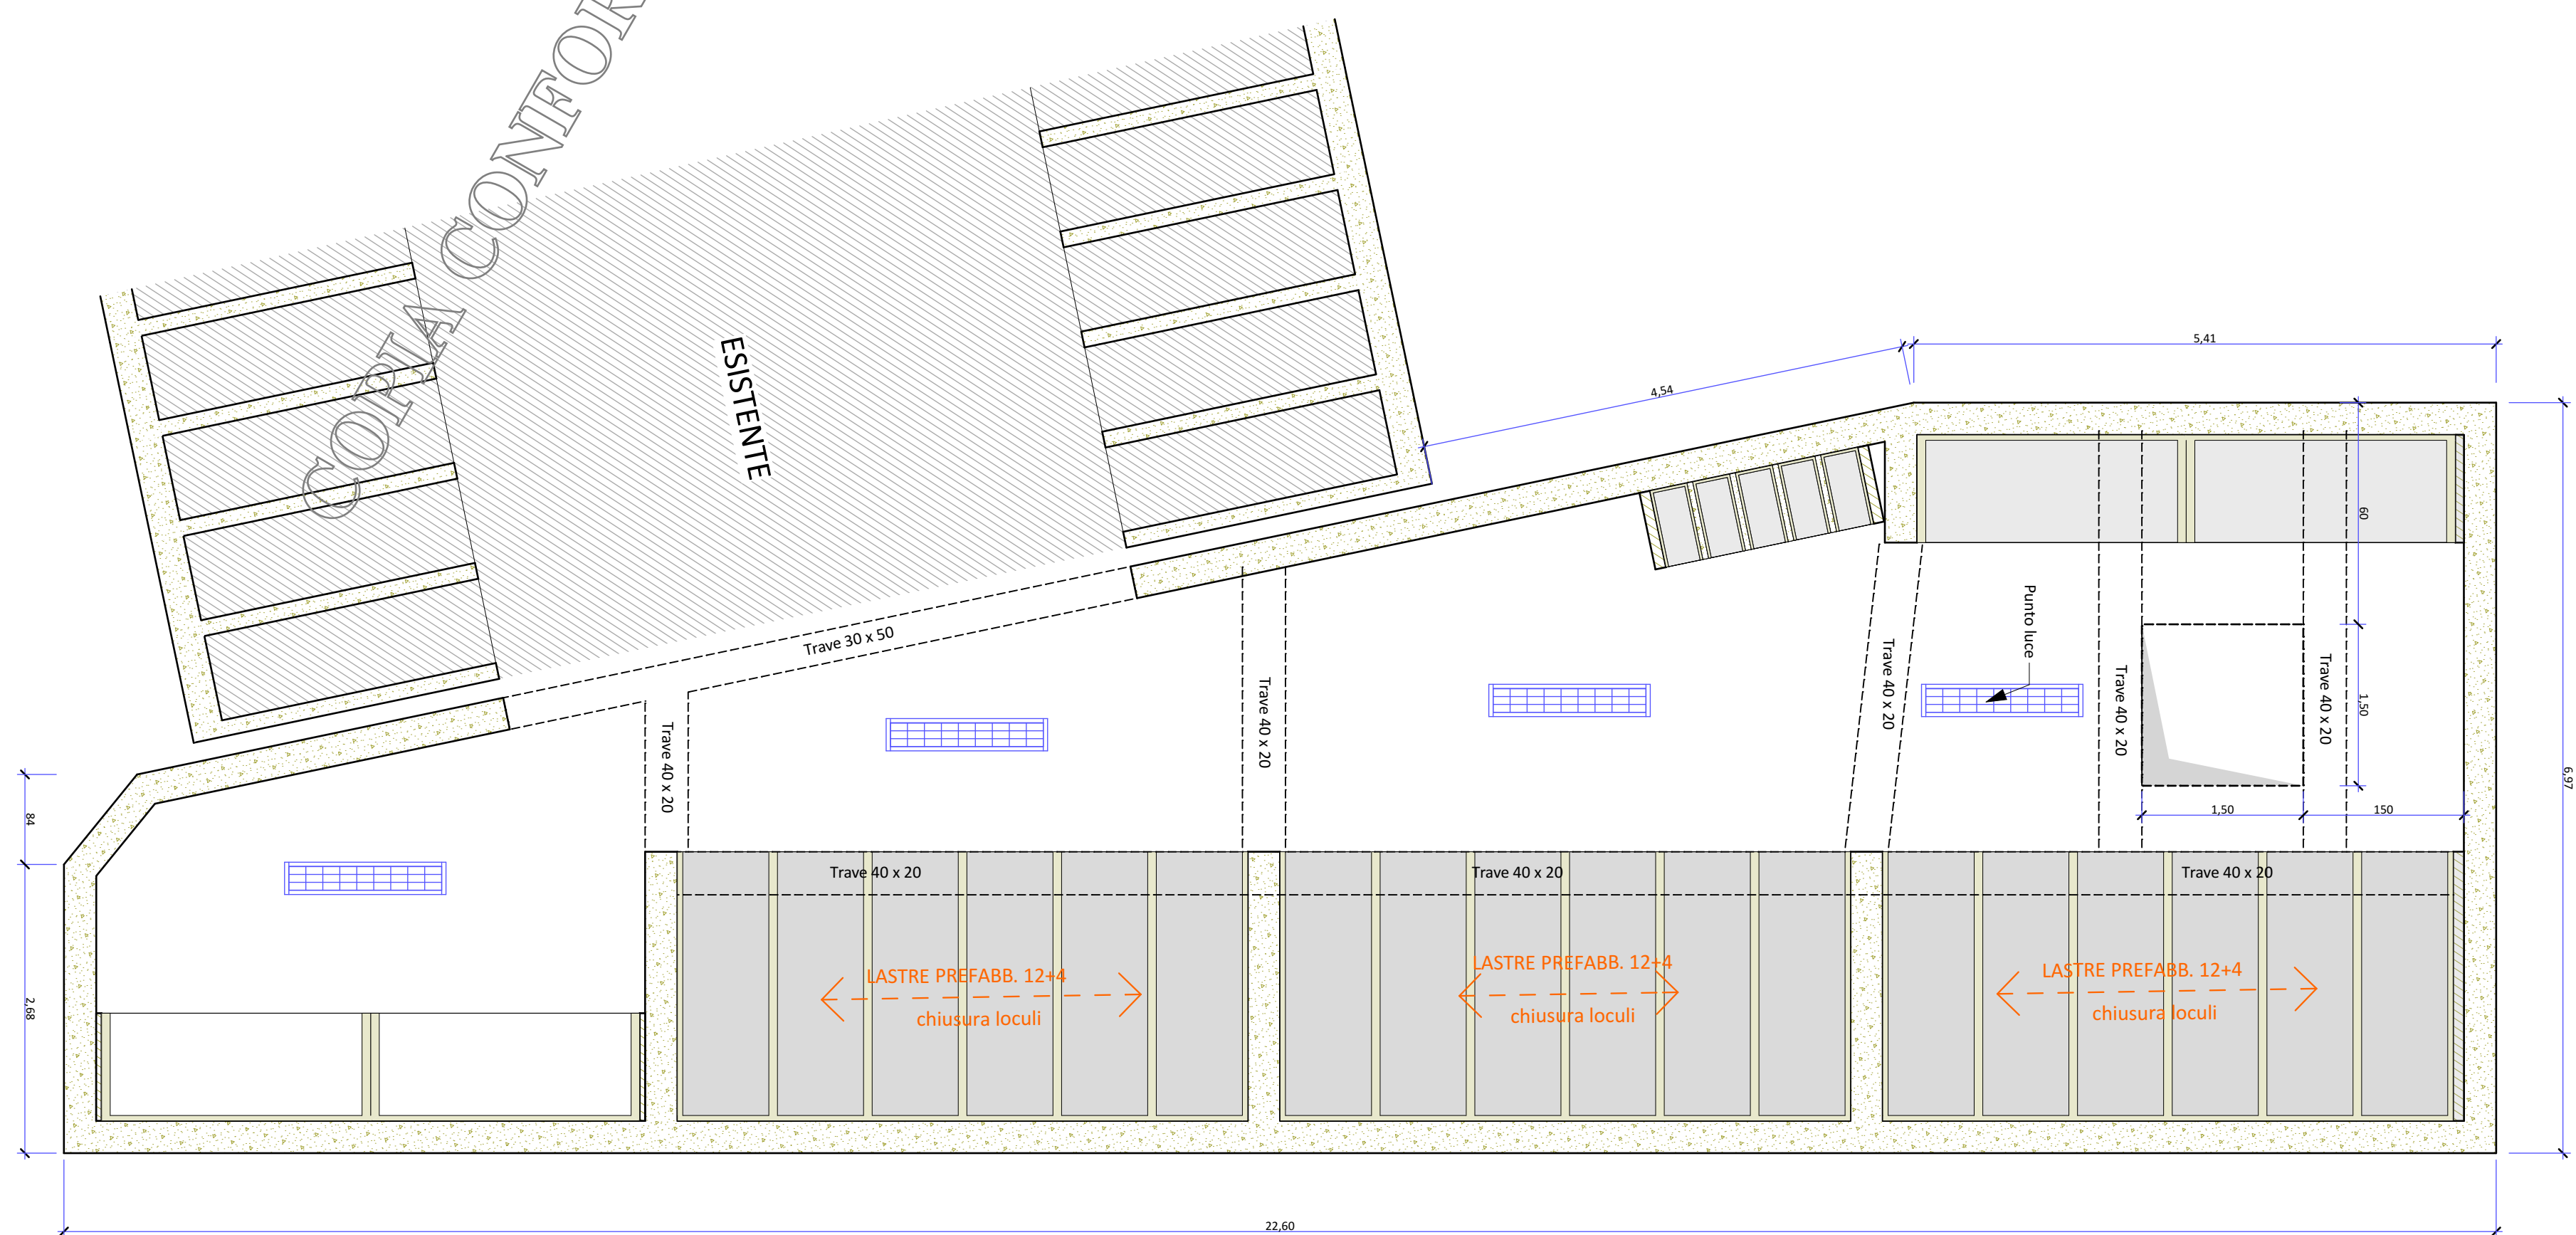 COPIA CONFOR
ESISTENTE
5,41
4,54
60
Trave 30 x 50
Punto luce
Trave 40 x 20
Trave 40 x 20
Trave 40 x 20
Trave 40 x 20
Trave 40 x 20
1,50
6,97
84
1,50
150
Trave 40 x 20
Trave 40 x 20
Trave 40 x 20
LASTRE PREFABB. 12+4
chiusura loculi
LASTRE PREFABB. 12+4
chiusura loculi
LASTRE PREFABB. 12+4
chiusura loculi
2,68
22,60